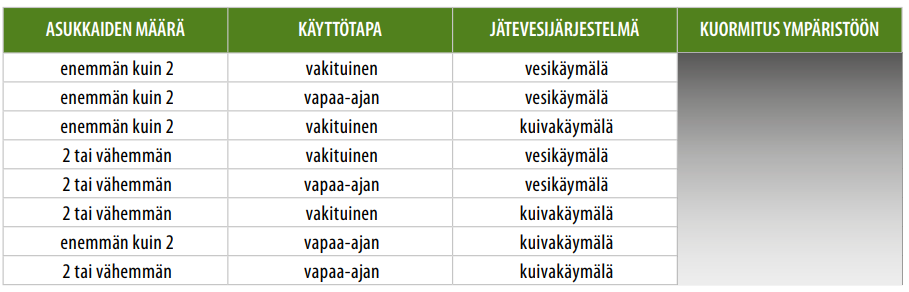 ASUKKAIDEN MÄÄRÄ KÄYTTÖTAPA JÄTEVESIJÄRJESTELMÄ KUORMITUS YMPÄRISTÖÖN
enemmän kuin 2 vakituinen vesikäymälä
enemmän kuin 2 vapaa-ajan vesikäymälä
enemmän kuin 2 vakituinen kuivakäymälä
2 tai vähemmän vakituinen vesikäymälä
2 tai vähemmän vapaa-ajan vesikäymälä
2 tai vähemmän vakituinen kuivakäymälä
enemmän kuin 2 vapaa-ajan kuivakäymälä
2 tai vähemmän vapaa-ajan kuivakäymälä